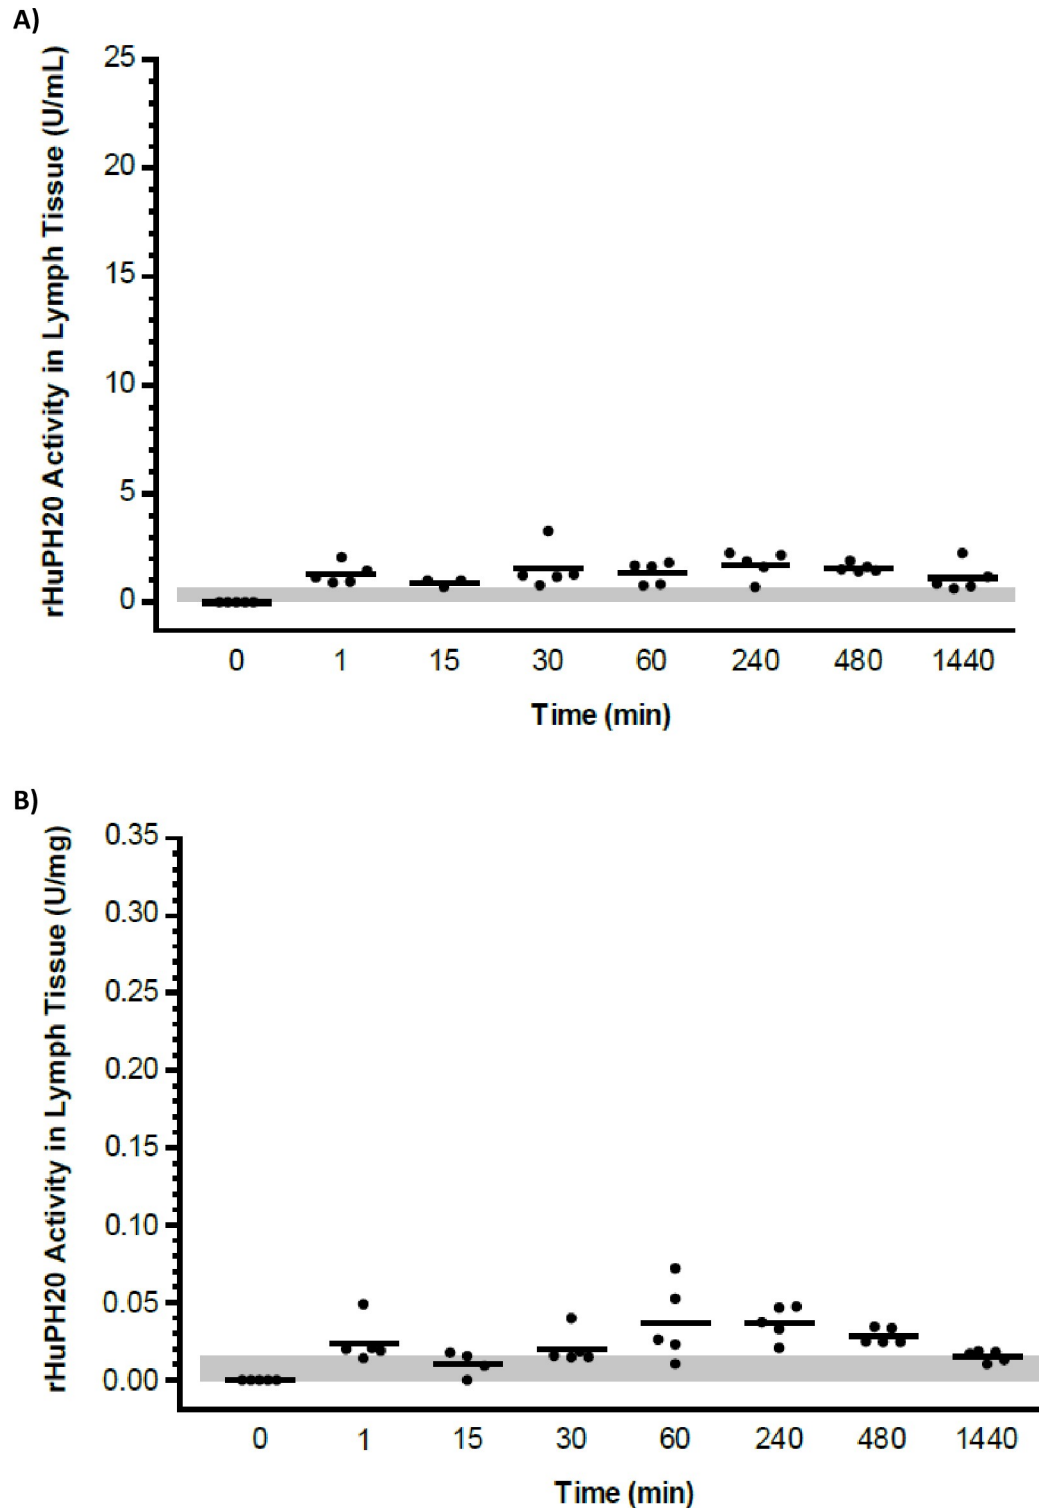 A)
rHuPH20 Activity in Lymph Tissue (U/mL)
25
20
15
10
5
0
0 1 15 30 60 240 480 1440
Time (min)
B)
rHuPH20 Activity in Lymph Tissue (U/mg)
0.35
0.30
0.25
0.20
0.15
0.10
0.05
0.00
0 1 15 30 60 240 480 1440
Time (min)